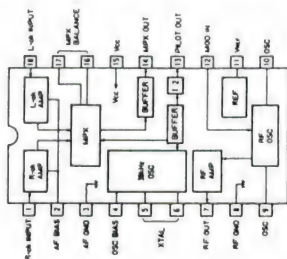 L-ch INPUT
MPX BALANCE
Vcc
MPX OUT
PILOT OUT
MOD IN
VREF
OSC
18
17
16
15
14
13
12
11
10
L-ch AMP
Vcc
BUFFER
1/2
REF
R-ch AMP
MPX
BUFFER
38kHz OSC
RF AMP
RF OSC
1
2
3
4
5
6
7
8
9
R-ch INPUT
AF BIAS
AF GND
OSC BIAS
XTAL
RF OUT
RF GND
OSC